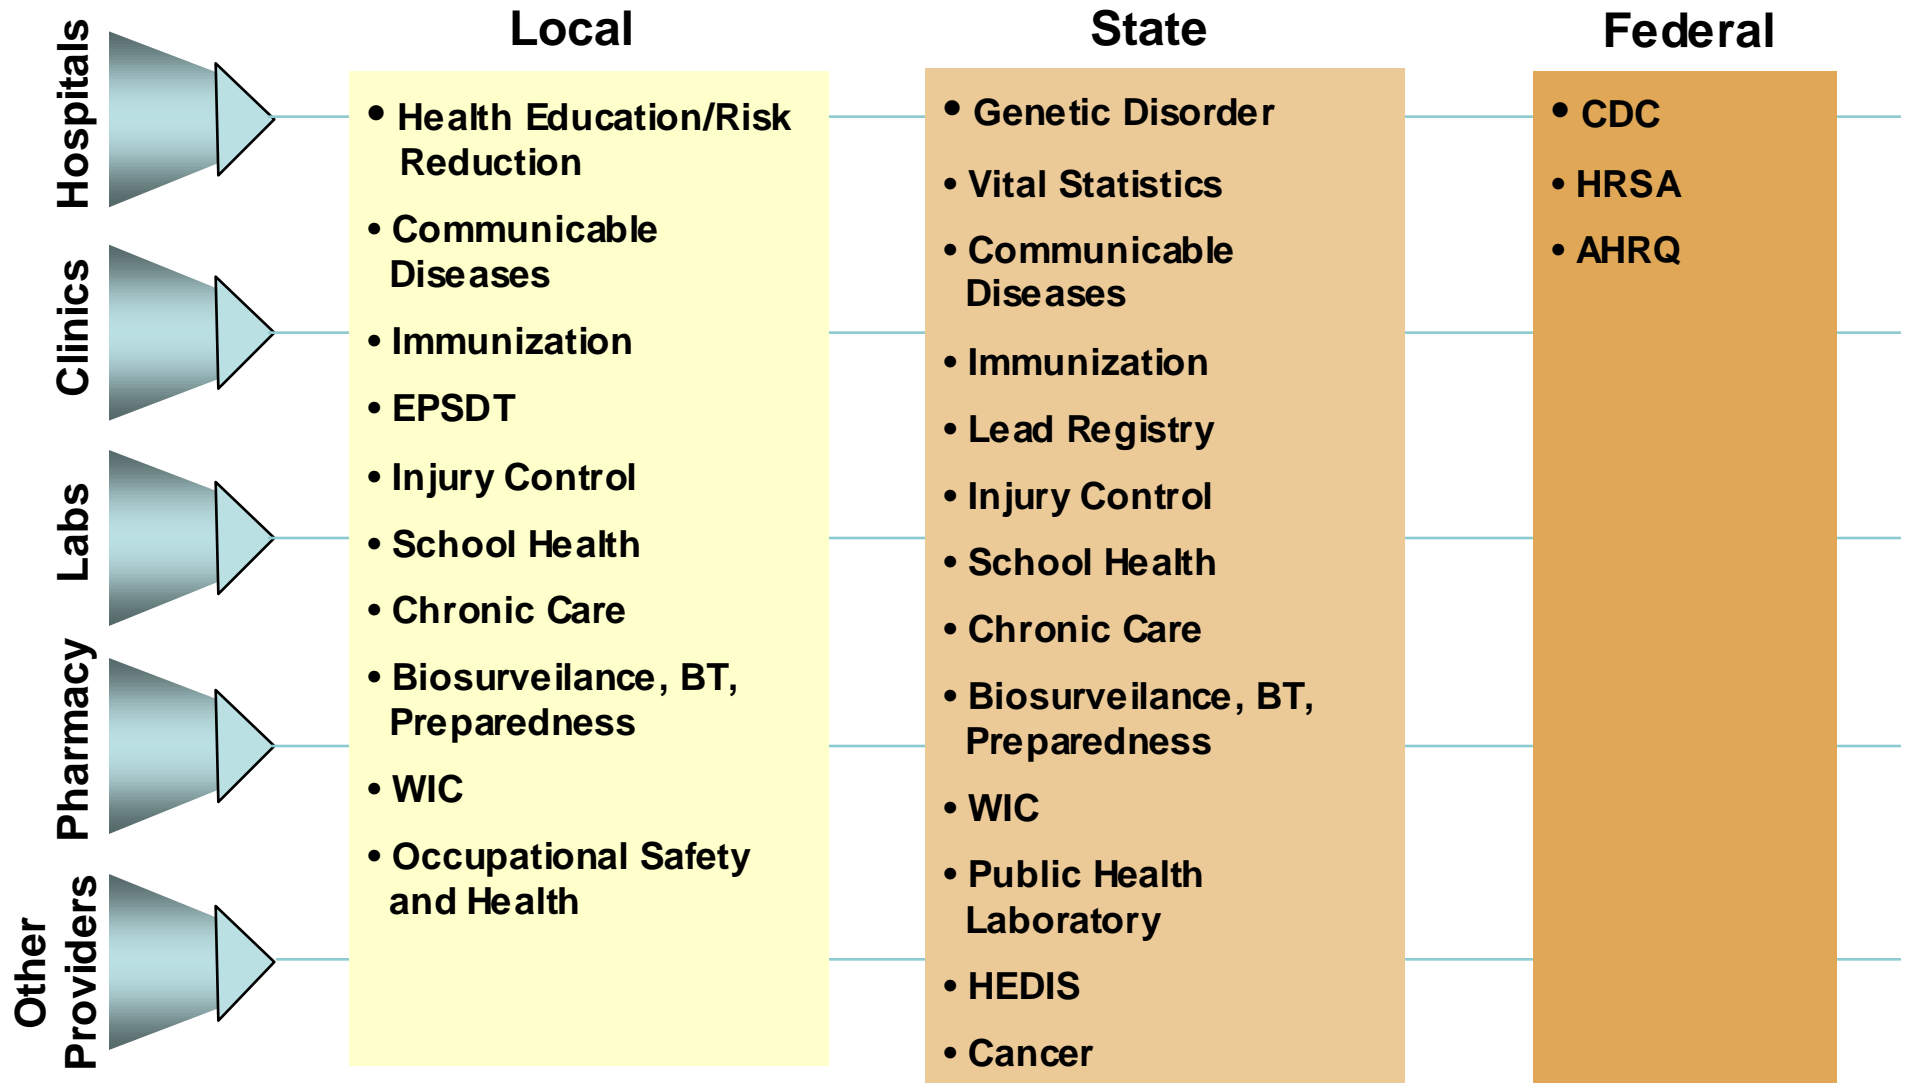 Hospitals
Clinics
Labs
Pharmacy
Other
Providers
Local
• Health Education/Risk
Reduction
• Communicable
Diseases
• Immunization
• EPSDT
• Injury Control
• School Health
• Chronic Care
• Biosurveilance, BT,
Preparedness
• WIC
• Occupational Safety
and Health
State
• Genetic Disorder
• Vital Statistics
• Communicable
Diseases
• Immunization
• Lead Registry
• Injury Control
• School Health
• Chronic Care
• Biosurveilance, BT,
Preparedness
• WIC
• Public Health
Laboratory
• HEDIS
• Cancer
Federal
• CDC
• HRSA
• AHRQ